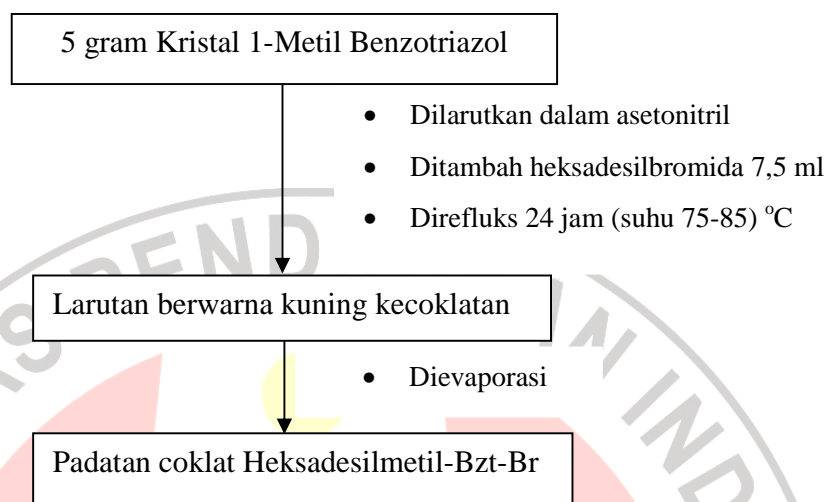 5 gram Kristal 1-Metil Benzotriazol
• Dilarutkan dalam asetonitril
• Ditambah heksadesilbromida 7,5 ml
• Direfluks 24 jam (suhu 75-85) °C
Larutan berwarna kuning kecoklatan
• Dievaporasi
Padatan coklat Heksadesilmetil-Bzt-Br